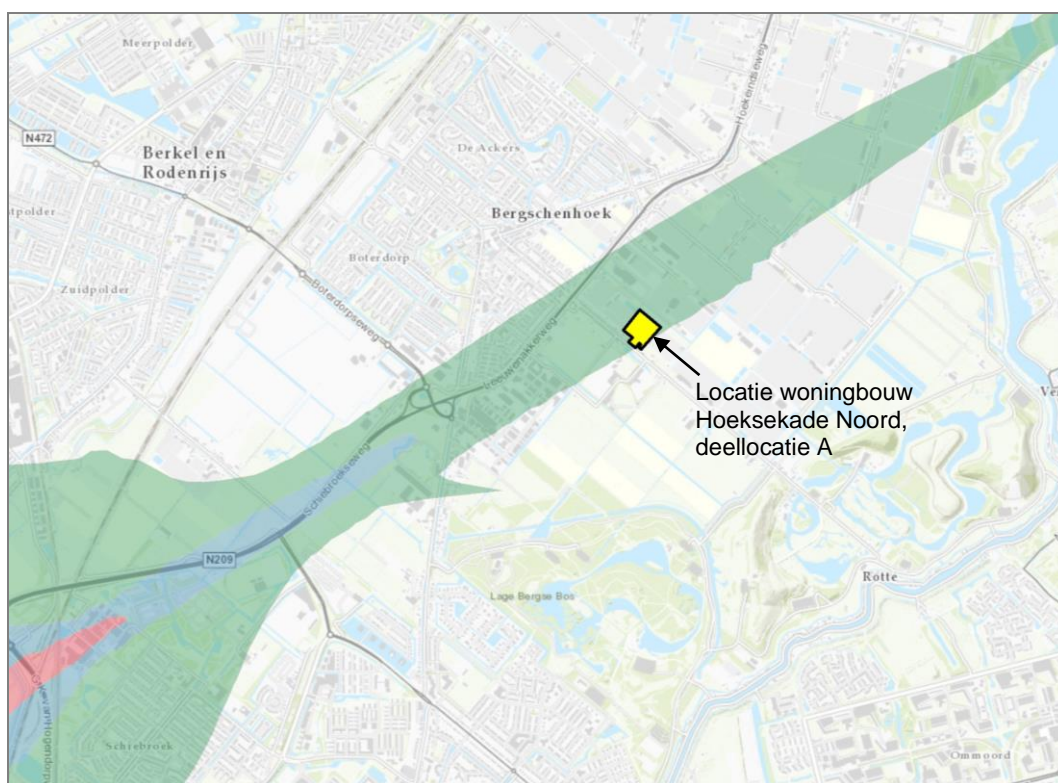 Meerpolder
N472
Berkel en
Rodenrijs
De Ackers
Hoekeindseweg
Bergschenhoek
Boterdorp
Zuidpolder
Boterdorpseweg
Leeuwenakkerweg
Locatie woningbouw
Hoeksekade Noord,
deellocatie A
Schiebroekseweg
N209
Rotte
Lage Bergse Bos
Schiebroek
Ommoord